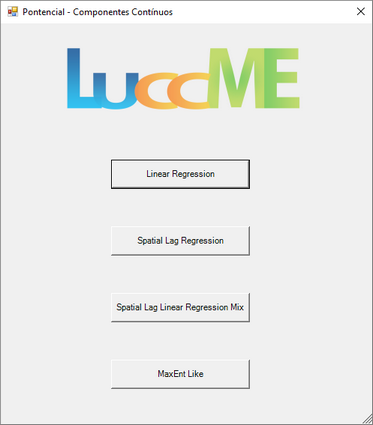 Pontencial - Componentes Contínuos
LuccME
Linear Regression
Spatial Lag Regression
Spatial Lag Linear Regression Mix
MaxEnt Like